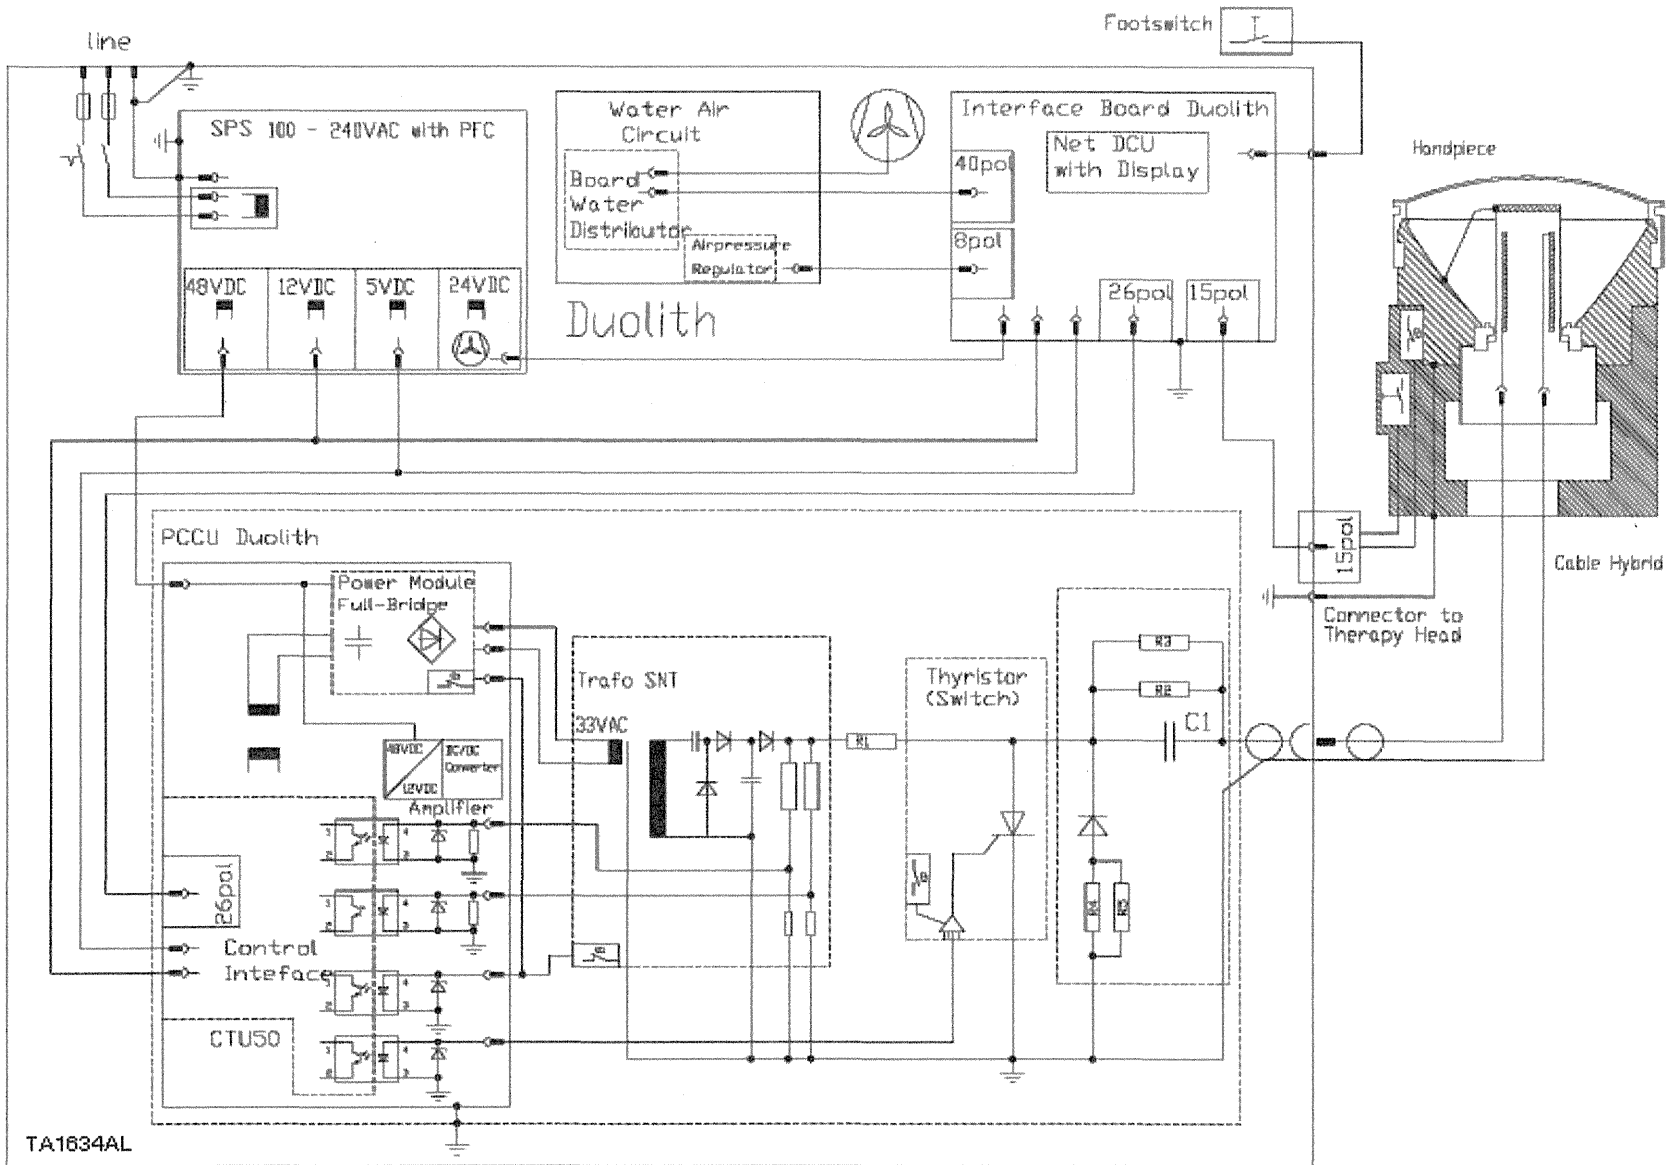 line
Footswitch
SPS 100 - 240VAC with PFC
Water Air
Circuit
Board
Water
Distributor
Airpressure
Regulator
Interface Board Duolith
Net DCU
with Display
40pol
8pol
26pol
15pol
Handpiece
48VDC
12VDC
5VDC
24VDC
Duolith
PCCU Duolith
15pol
Cable Hybrid
Connector to
Therapy Head
Power Module
Full-Bridge
Trafo SNT
33VAC
Thyristor
(Switch)
R3
R2
C1
R1
48VDC
12VDC
DC/DC
Converter
Amplifier
R4
R5
26pol
Control
Inteface
CTU50
TA1634AL